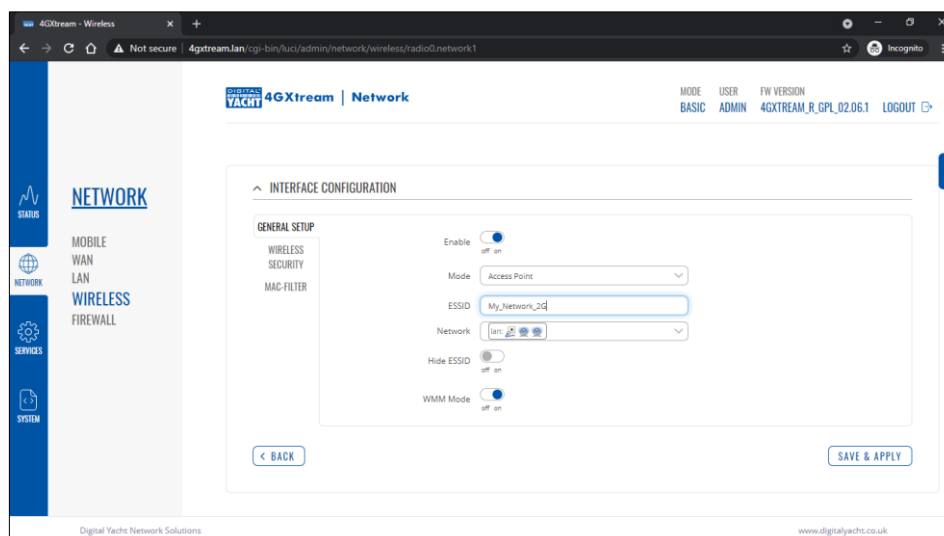 4GXtream - Wireless
Incognito
Not secure | 4gxtream.lan/cgi-bin/luci/admin/network/wireless/radio0.network1
DIGITAL YACHT 4GXtream | Network
MODE USER FW VERSION
BASIC ADMIN 4GXTREAM_R_GPL_02.06.1 LOGOUT
STATUS
NETWORK
SERVICES
SYSTEM
NETWORK
MOBILE
WAN
LAN
WIRELESS
FIREWALL
INTERFACE CONFIGURATION
GENERAL SETUP
WIRELESS
SECURITY
MAC-FILTER
Enable
off on
Mode Access Point
ESSID My_Network_2G
Network lan:
Hide ESSID
off on
WMM Mode
off on
< BACK
SAVE & APPLY
Digital Yacht Network Solutions
www.digitalyacht.co.uk